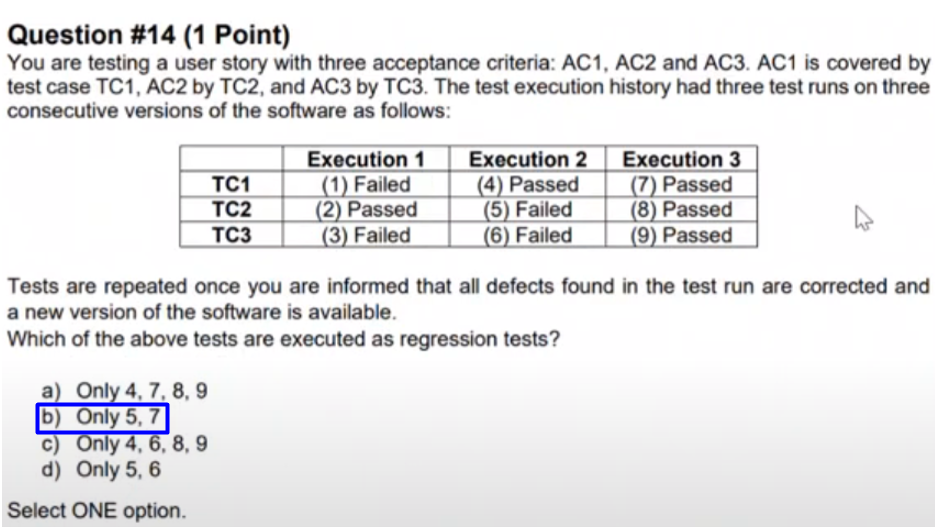 Question #14 (1 Point)
You are testing a user story with three acceptance criteria: AC1, AC2 and AC3. AC1 is covered by
test case TC1, AC2 by TC2, and AC3 by TC3. The test execution history had three test runs on three
consecutive versions of the software as follows:
Execution 1 Execution 2 Execution 3
TC1 (1) Failed (4) Passed (7) Passed
TC2 (2) Passed (5) Failed (8) Passed
TC3 (3) Failed (6) Failed (9) Passed
Tests are repeated once you are informed that all defects found in the test run are corrected and
a new version of the software is available.
Which of the above tests are executed as regression tests?
a) Only 4, 7, 8, 9
b) Only 5, 7
c) Only 4, 6, 8, 9
d) Only 5, 6
Select ONE option.